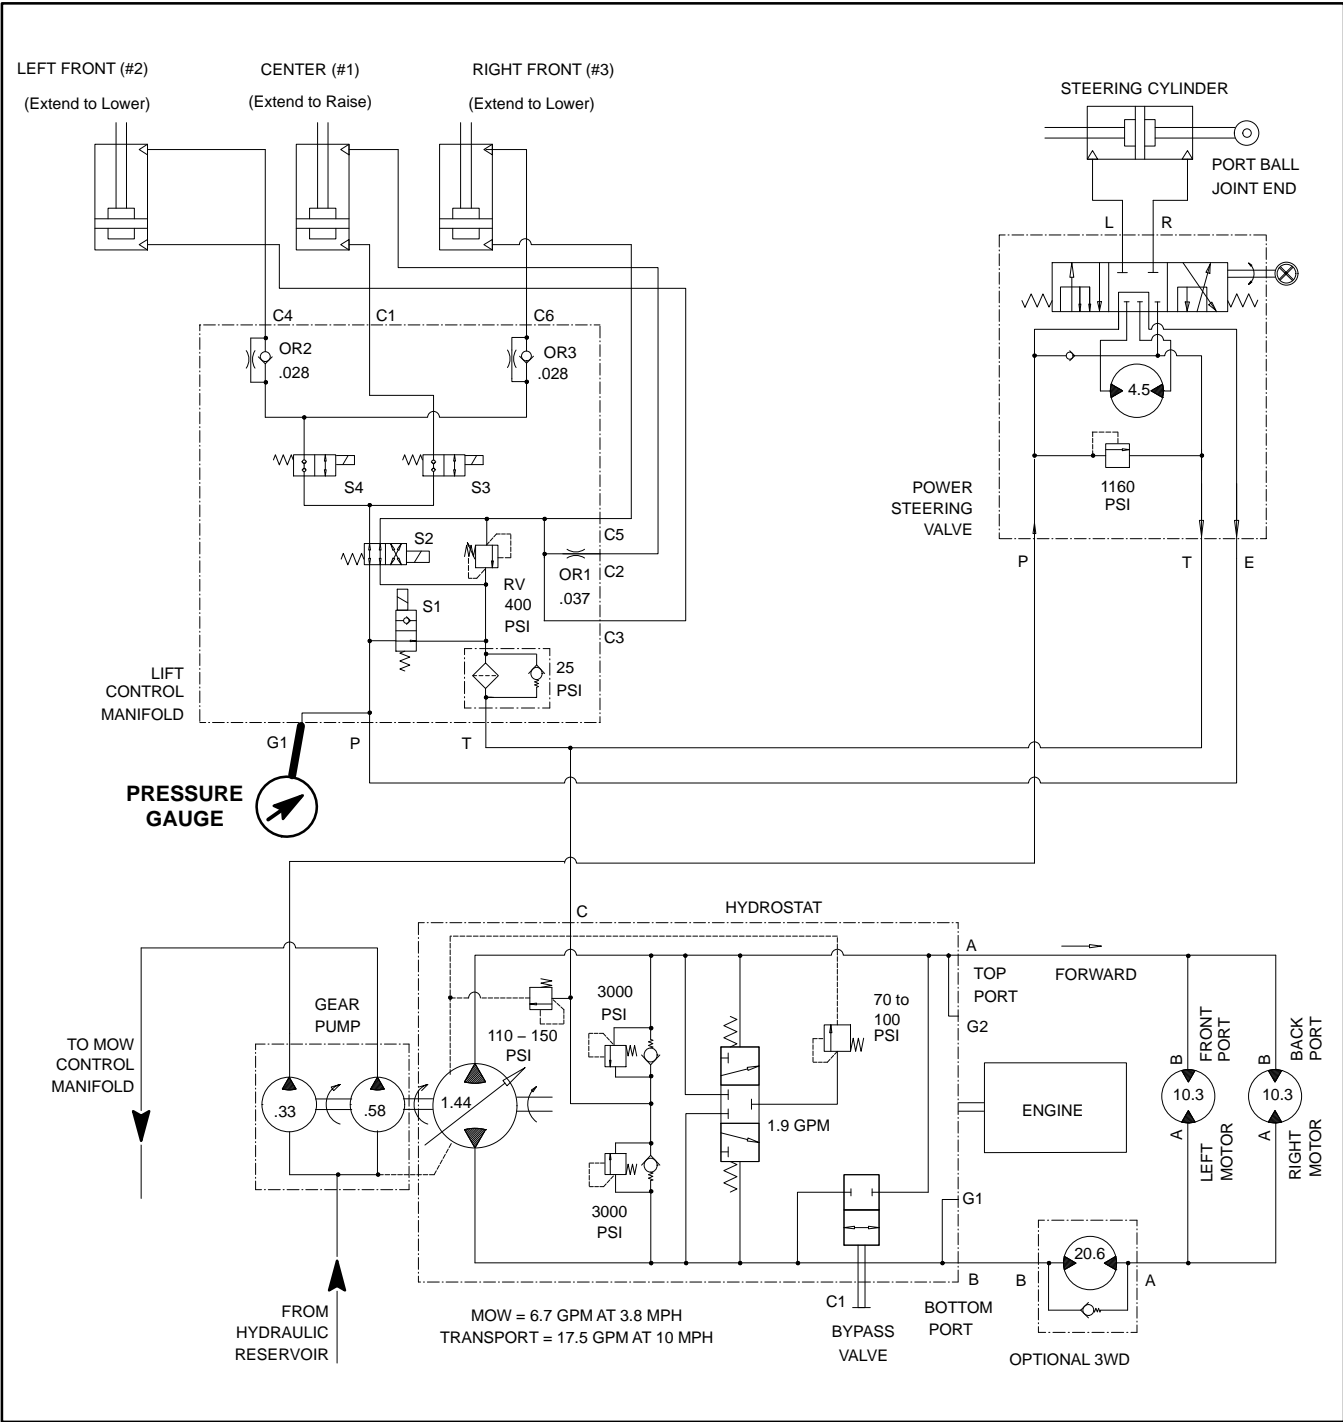 LEFT FRONT (#2)
(Extend to Lower)
CENTER (#1)
(Extend to Raise)
RIGHT FRONT (#3)
(Extend to Lower)
STEERING CYLINDER
PORT BALL
JOINT END
L
R
C4
C1
C6
OR2
.028
OR3
.028
4.5
S4
S3
1160
PSI
POWER
STEERING
VALVE
S2
C5
C2
OR1
.037
RV
400
PSI
S1
C3
P
T
E
25
PSI
LIFT
CONTROL
MANIFOLD
G1
P
T
PRESSURE
GAUGE
C
HYDROSTAT
A
TOP
PORT
FORWARD
G2
GEAR
PUMP
110 – 150
PSI
3000
PSI
70 to
100
PSI
TO MOW
CONTROL
MANIFOLD
.33
.58
1.44
1.9 GPM
ENGINE
B
FRONT
PORT
10.3
A
LEFT
MOTOR
B
BACK
PORT
10.3
A
RIGHT
MOTOR
3000
PSI
G1
B
BOTTOM
PORT
B
20.6
A
OPTIONAL 3WD
C1
BYPASS
VALVE
FROM
HYDRAULIC
RESERVOIR
MOW = 6.7 GPM AT 3.8 MPH
TRANSPORT = 17.5 GPM AT 10 MPH